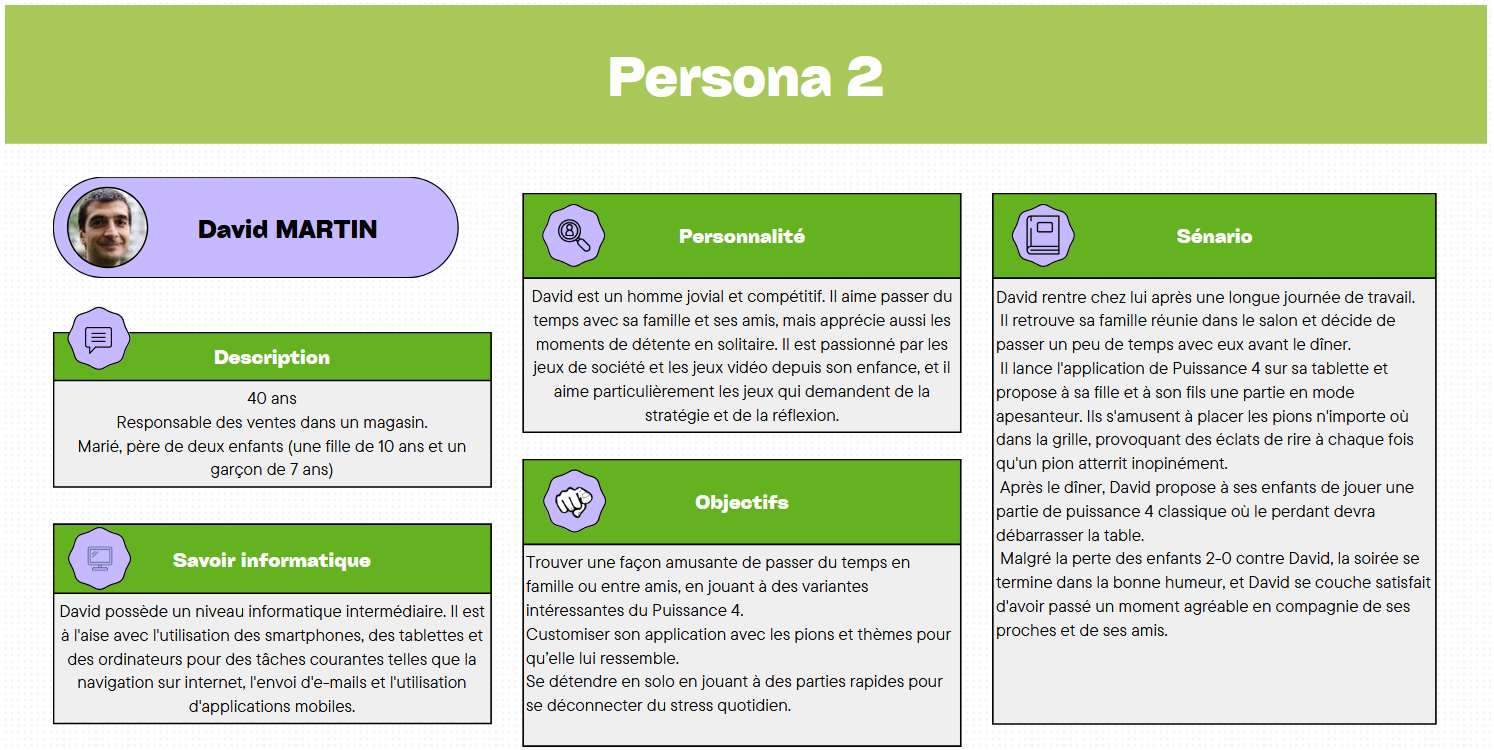 Persona 2
David MARTIN
Description
40 ans
Responsable des ventes dans un magasin.
Marié, père de deux enfants (une fille de 10 ans et un
garçon de 7 ans)
Savoir informatique
David possède un niveau informatique intermédiaire. Il est
à l'aise avec l'utilisation des smartphones, des tablettes et
des ordinateurs pour des tâches courantes telles que la
navigation sur internet, l'envoi d'e-mails et l'utilisation
d'applications mobiles.
Personnalité
David est un homme jovial et compétitif. Il aime passer du
temps avec sa famille et ses amis, mais apprécie aussi les
moments de détente en solitaire. Il est passionné par les
jeux de société et les jeux vidéo depuis son enfance, et il
aime particulièrement les jeux qui demandent de la
stratégie et de la réflexion.
Objectifs
Trouver une façon amusante de passer du temps en
famille ou entre amis, en jouant à des variantes
intéressantes du Puissance 4.
Customiser son application avec les pions et thèmes pour
qu'elle lui ressemble.
Se détendre en solo en jouant à des parties rapides pour
se déconnecter du stress quotidien.
Sénario
David rentre chez lui après une longue journée de travail.
Il retrouve sa famille réunie dans le salon et décide de
passer un peu de temps avec eux avant le dîner.
Il lance l'application de Puissance 4 sur sa tablette et
propose à sa fille et à son fils une partie en mode
apesanteur. Ils s'amusent à placer les pions n'importe où
dans la grille, provoquant des éclats de rire à chaque fois
qu'un pion atterrit inopinément.
Après le dîner, David propose à ses enfants de jouer une
partie de puissance 4 classique où le perdant devra
débarrasser la table.
Malgré la perte des enfants 2-0 contre David, la soirée se
termine dans la bonne humeur, et David se couche satisfait
d'avoir passé un moment agréable en compagnie de ses
proches et de ses amis.